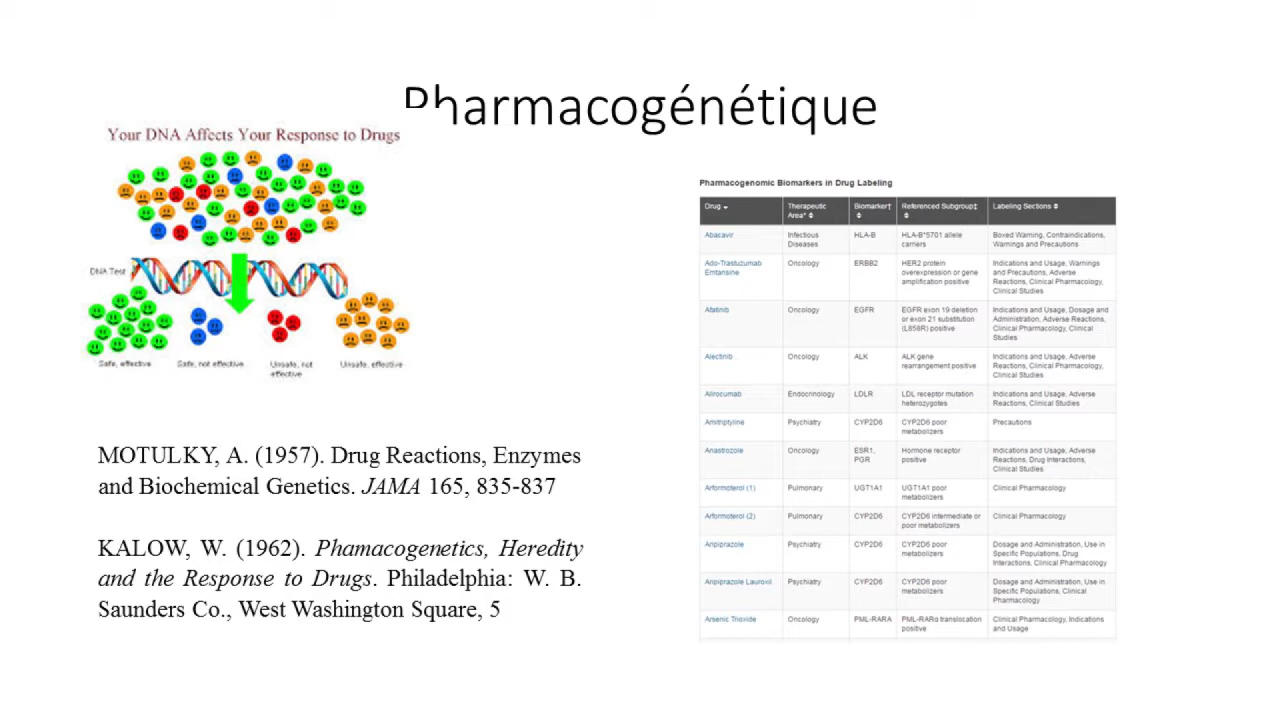 Pharmacogénétique
Your DNA Affects Your Response to Drugs
DNA Test
Safe, effective
Safe, not effective
Unsafe, not
effective
Unsafe, effective
MOTULKY, A. (1957). Drug Reactions, Enzymes
and Biochemical Genetics. JAMA 165, 835-837
KALOW, W. (1962). Phamacogenetics, Heredity
and the Response to Drugs. Philadelphia: W. B.
Saunders Co., West Washington Square, 5
Pharmacogenomic Biomarkers in Drug Labeling
Drug Therapeutic Area* Biomarker† Referenced Subgroup‡ Labeling Sections
Abacavir Infectious Diseases HLA-B HLA-B*5701 allele carriers Boxed Warning, Contraindications, Warnings and Precautions
Ado-Trastuzumab Emtansine Oncology ERBB2 HER2 protein overexpression or gene amplification positive Indications and Usage, Warnings and Precautions, Adverse Reactions, Clinical Pharmacology, Clinical Studies
Afatinib Oncology EGFR EGFR exon 19 deletion or exon 21 substitution (L858R) positive Indications and Usage, Dosage and Administration, Adverse Reactions, Clinical Pharmacology, Clinical Studies
Alectinib Oncology ALK ALK gene rearrangement positive Indications and Usage, Adverse Reactions, Clinical Pharmacology, Clinical Studies
Alirocumab Endocrinology LDLR LDL receptor mutation heterozygotes Indications and Usage, Adverse Reactions, Clinical Studies
Amitriptyline Psychiatry CYP2D6 CYP2D6 poor metabolizers Precautions
Anastrozole Oncology ESR1, PGR Hormone receptor positive Indications and Usage, Adverse Reactions, Drug Interactions, Clinical Studies
Arformoterol (1) Pulmonary UGT1A1 UGT1A1 poor metabolizers Clinical Pharmacology
Arformoterol (2) Pulmonary CYP2D6 CYP2D6 intermediate or poor metabolizers Clinical Pharmacology
Aripiprazole Psychiatry CYP2D6 CYP2D6 poor metabolizers Dosage and Administration, Use in Specific Populations, Drug Interactions, Clinical Pharmacology
Aripiprazole Lauroxil Psychiatry CYP2D6 CYP2D6 poor metabolizers Dosage and Administration, Use in Specific Populations, Clinical Pharmacology
Arsenic Trioxide Oncology PML-RARA PML-RARα translocation positive Clinical Pharmacology, Indications and Usage